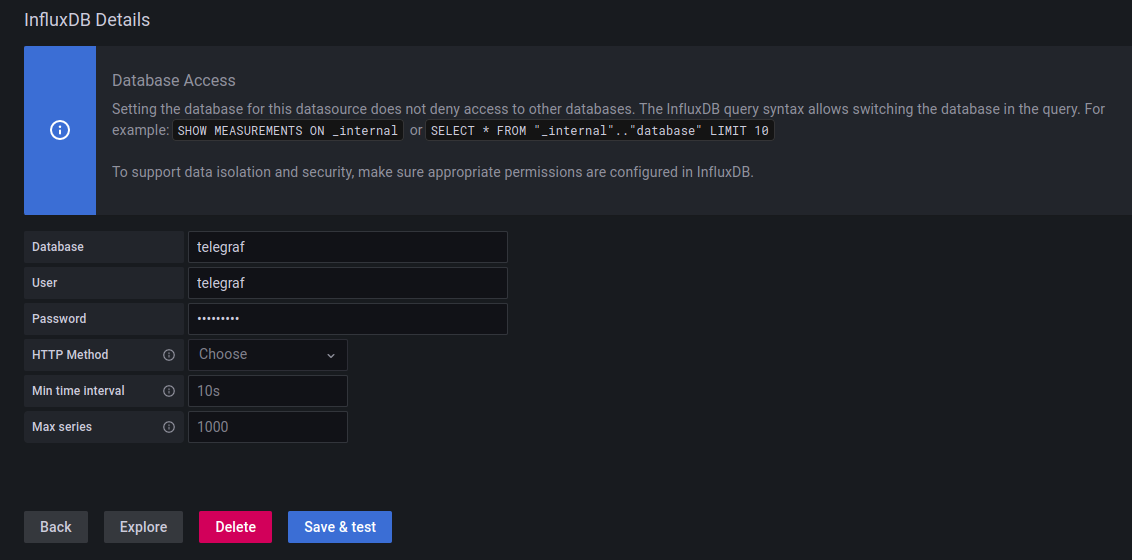 InfluxDB Details
Database Access
Setting the database for this datasource does not deny access to other databases. The InfluxDB query syntax allows switching the database in the query. For
example: SHOW MEASUREMENTS ON _internal or SELECT * FROM "_internal".."database" LIMIT 10
To support data isolation and security, make sure appropriate permissions are configured in InfluxDB.
Database telegraf
User telegraf
Password •••••••••
HTTP Method Choose
Min time interval 10s
Max series 1000
Back Explore Delete Save & test